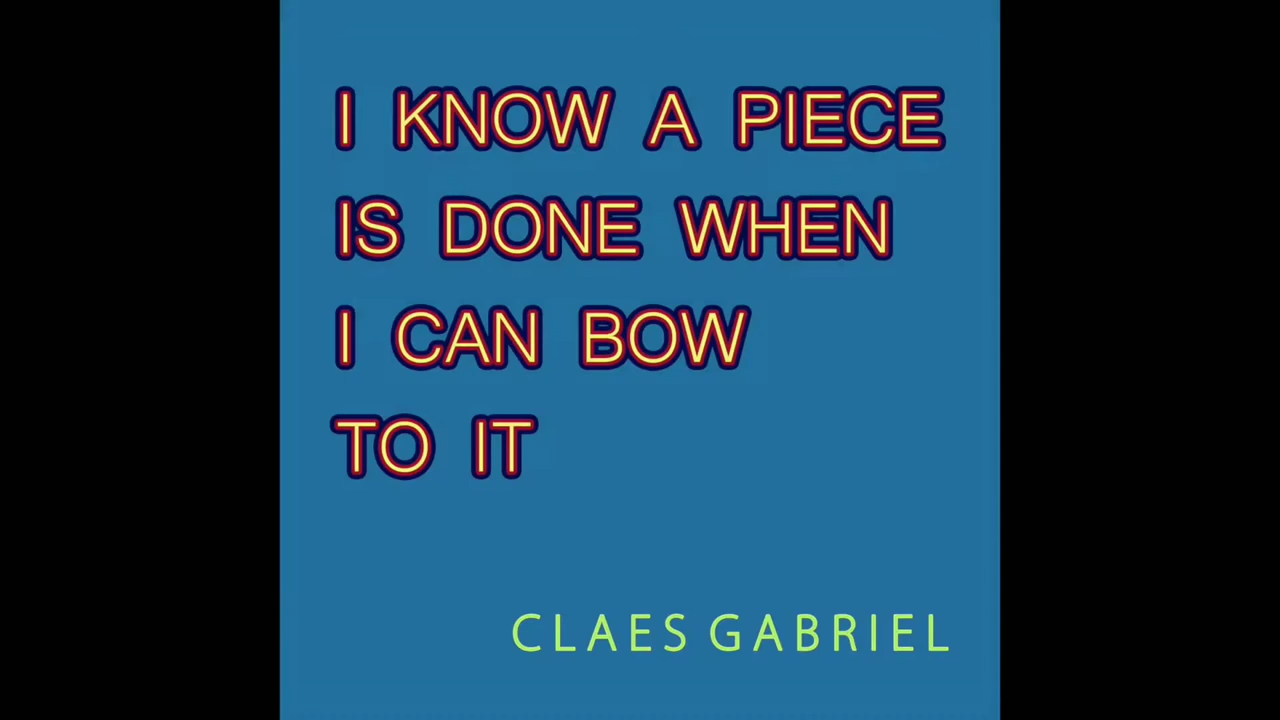 I KNOW A PIECE
IS DONE WHEN
I CAN BOW
TO IT
CLAES GABRIEL